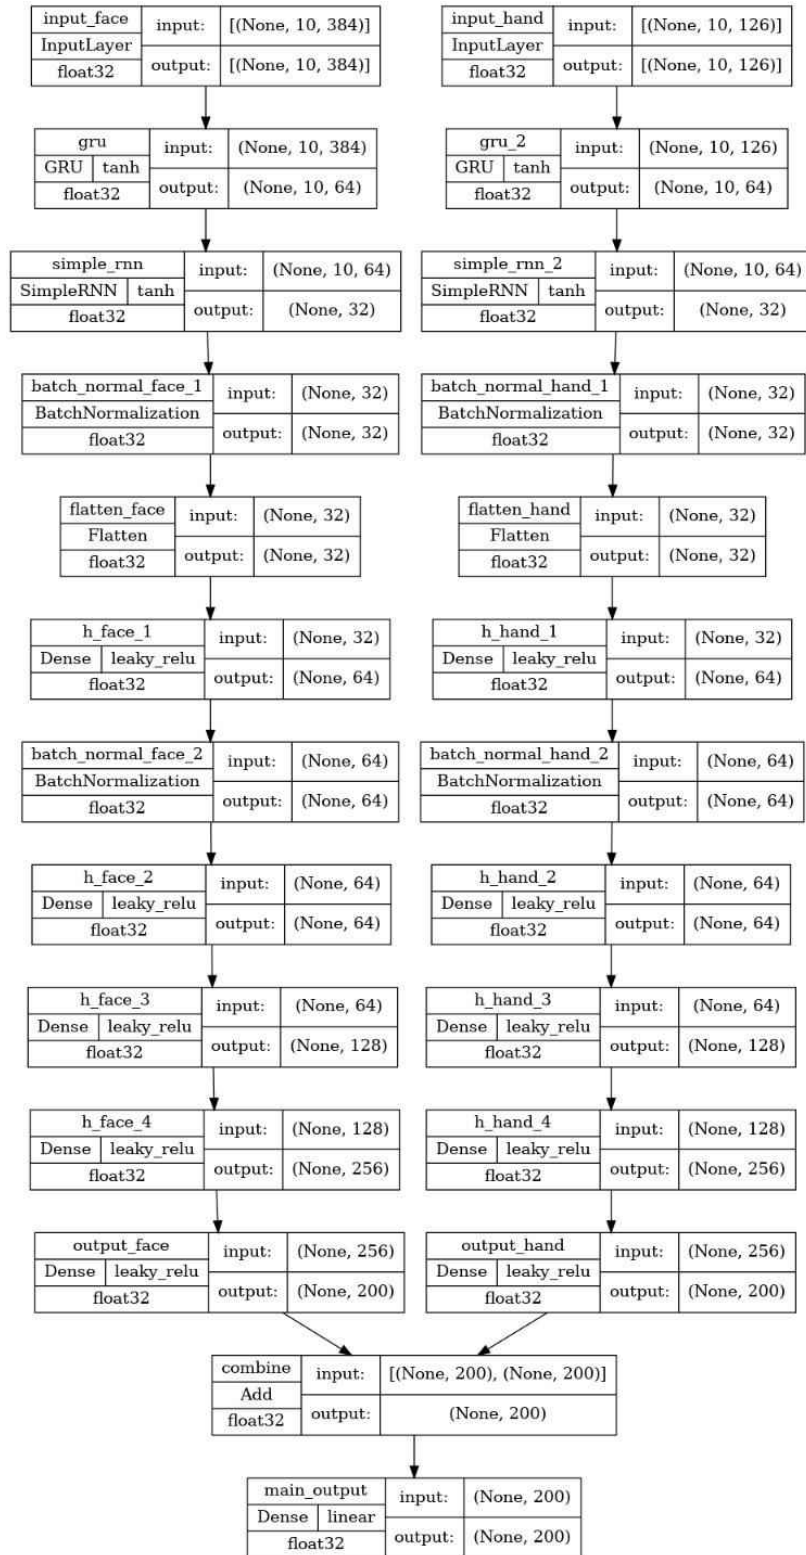 input_face
InputLayer
float32
input: [(None, 10, 384)]
output: [(None, 10, 384)]
input_hand
InputLayer
float32
input: [(None, 10, 126)]
output: [(None, 10, 126)]
gru
GRU tanh
float32
input: (None, 10, 384)
output: (None, 10, 64)
gru_2
GRU tanh
float32
input: (None, 10, 126)
output: (None, 10, 64)
simple_rnn
SimpleRNN tanh
float32
input: (None, 10, 64)
output: (None, 32)
simple_rnn_2
SimpleRNN tanh
float32
input: (None, 10, 64)
output: (None, 32)
batch_normal_face_1
BatchNormalization
float32
input: (None, 32)
output: (None, 32)
batch_normal_hand_1
BatchNormalization
float32
input: (None, 32)
output: (None, 32)
flatten_face
Flatten
float32
input: (None, 32)
output: (None, 32)
flatten_hand
Flatten
float32
input: (None, 32)
output: (None, 32)
h_face_1
Dense leaky_relu
float32
input: (None, 32)
output: (None, 64)
h_hand_1
Dense leaky_relu
float32
input: (None, 32)
output: (None, 64)
batch_normal_face_2
BatchNormalization
float32
input: (None, 64)
output: (None, 64)
batch_normal_hand_2
BatchNormalization
float32
input: (None, 64)
output: (None, 64)
h_face_2
Dense leaky_relu
float32
input: (None, 64)
output: (None, 64)
h_hand_2
Dense leaky_relu
float32
input: (None, 64)
output: (None, 64)
h_face_3
Dense leaky_relu
float32
input: (None, 64)
output: (None, 128)
h_hand_3
Dense leaky_relu
float32
input: (None, 64)
output: (None, 128)
h_face_4
Dense leaky_relu
float32
input: (None, 128)
output: (None, 256)
h_hand_4
Dense leaky_relu
float32
input: (None, 128)
output: (None, 256)
output_face
Dense leaky_relu
float32
input: (None, 256)
output: (None, 200)
output_hand
Dense leaky_relu
float32
input: (None, 256)
output: (None, 200)
combine
Add
float32
input: [(None, 200), (None, 200)]
output: (None, 200)
main_output
Dense linear
float32
input: (None, 200)
output: (None, 200)